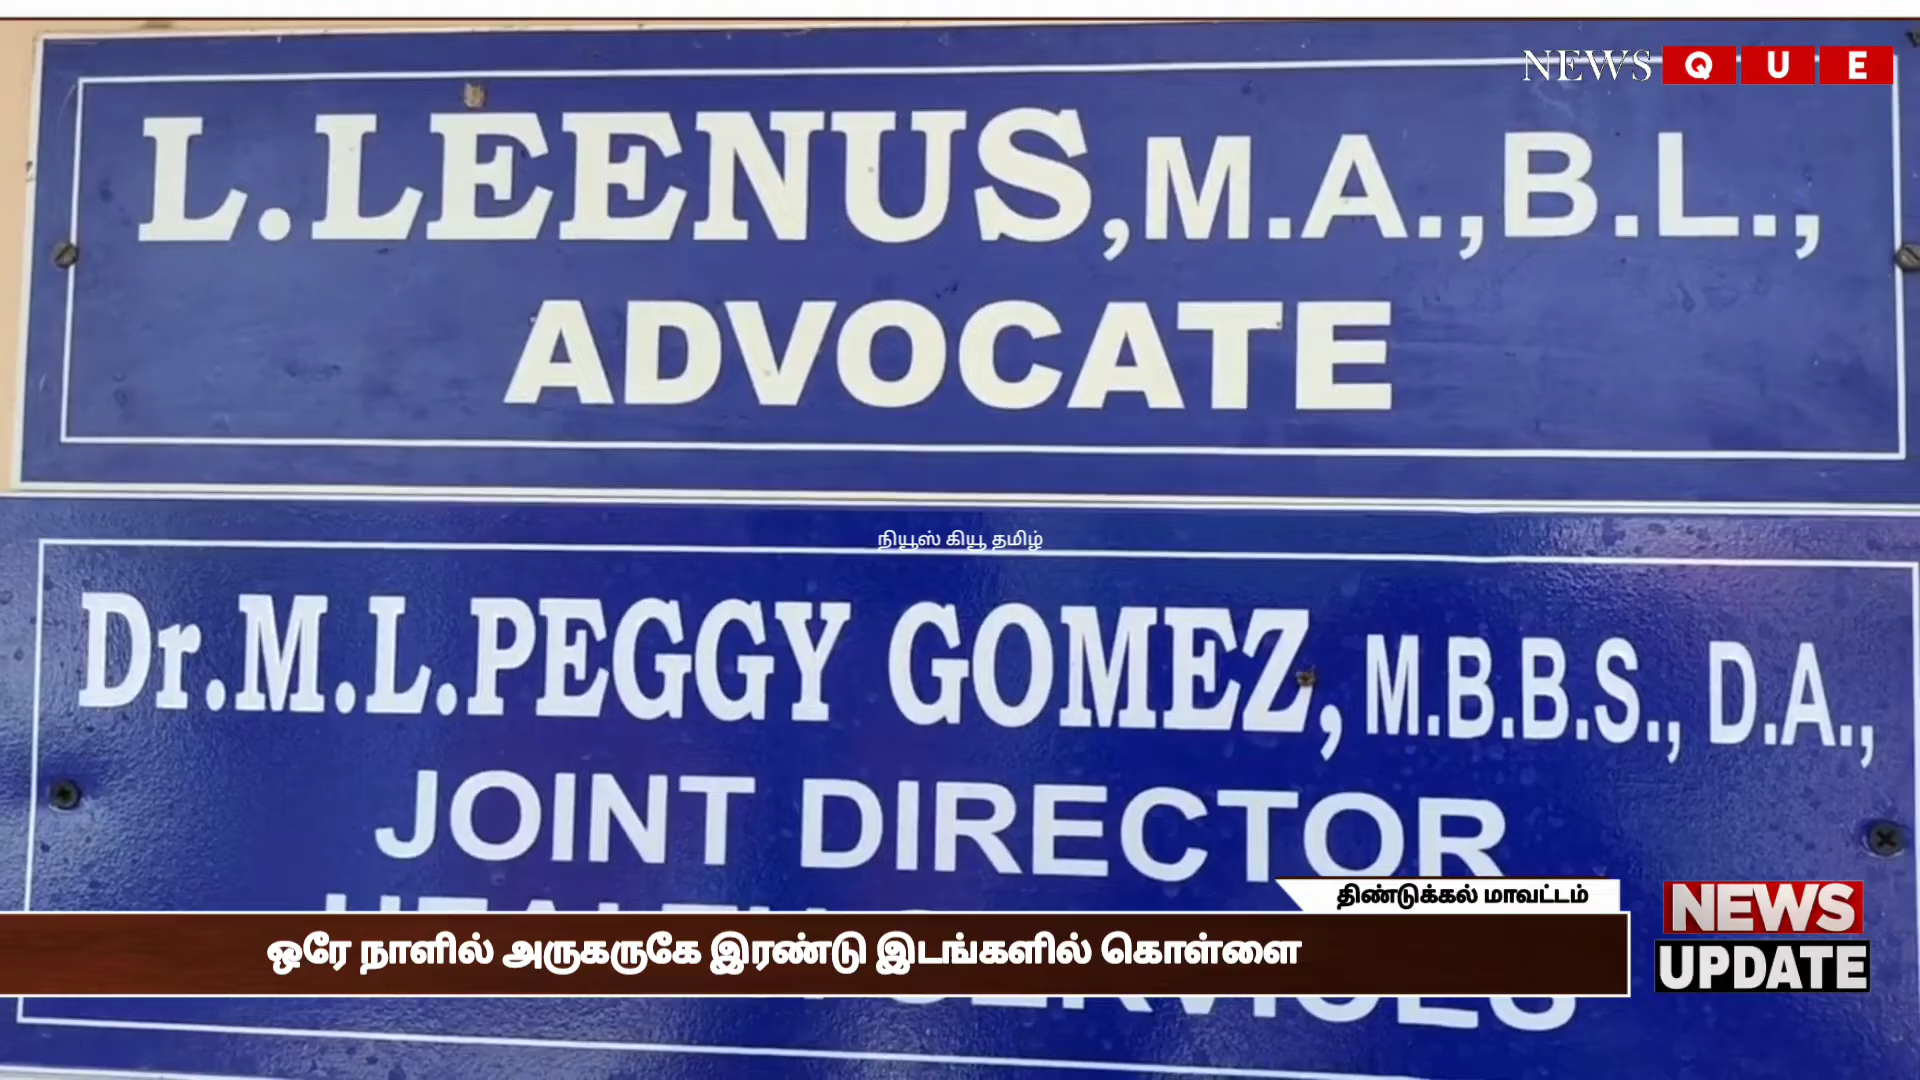 NEWS QUE
L.LEENUS, M.A., B.L.,
ADVOCATE
நியூஸ் கியூ தமிழ்
Dr.M.L.PEGGY GOMEZ, M.B.B.S., D.A.,
JOINT DIRECTOR
திண்டுக்கல் மாவட்டம்
ஒரே நாளில் அருகருகே இரண்டு இடங்களில் கொள்ளை
NEWS
UPDATE